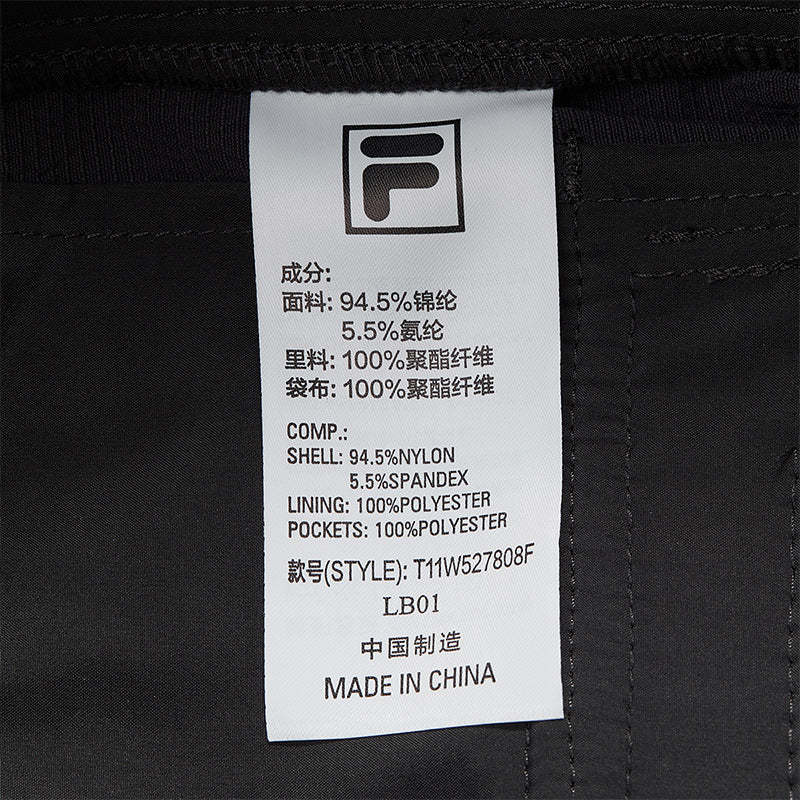 F
成分:
面料: 94.5%锦纶
5.5%氨纶
里料: 100%聚酯纤维
袋布: 100%聚酯纤维
COMP.:
SHELL: 94.5%NYLON
5.5%SPANDEX
LINING: 100%POLYESTER
POCKETS: 100%POLYESTER
款号(STYLE): T11W527808F
LB01
中国制造
MADE IN CHINA